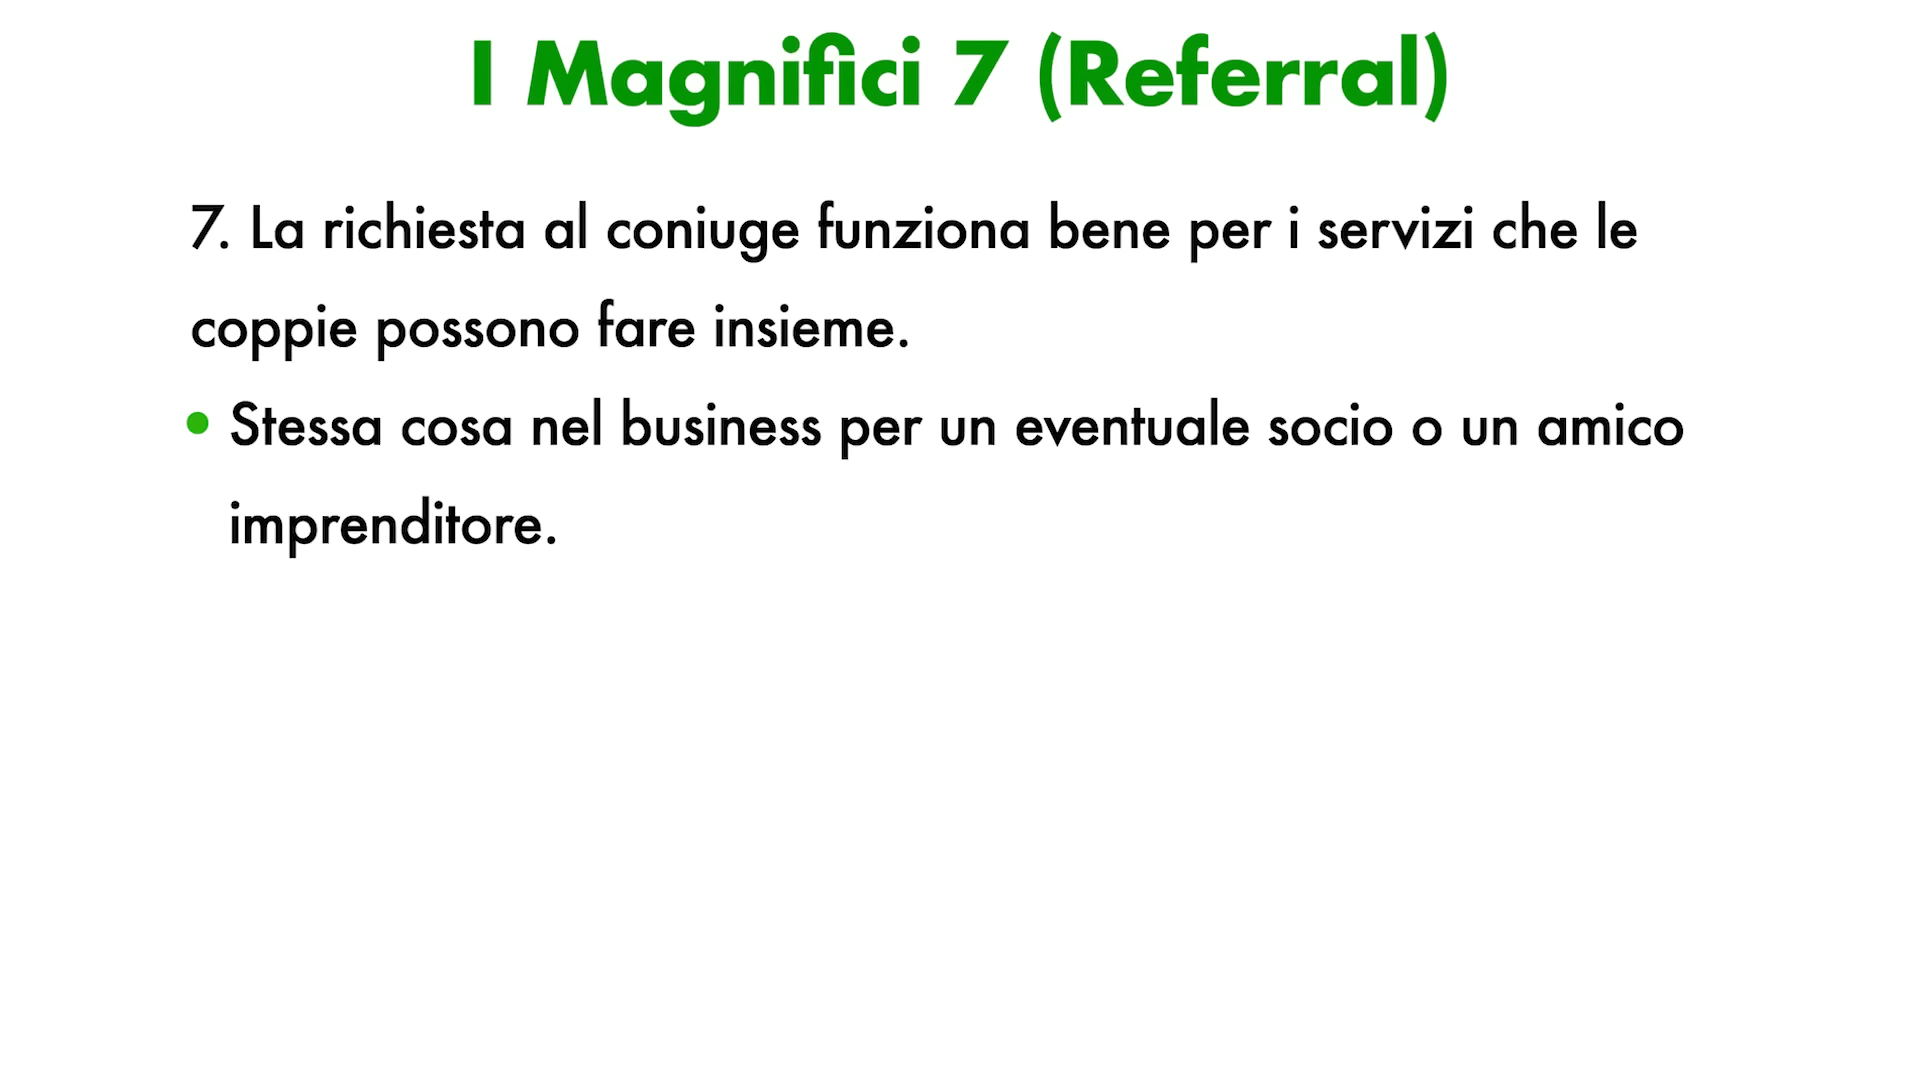 I Magnifici 7 (Referral)
7. La richiesta al coniuge funziona bene per i servizi che le
coppie possono fare insieme.
• Stessa cosa nel business per un eventuale socio o un amico
imprenditore.